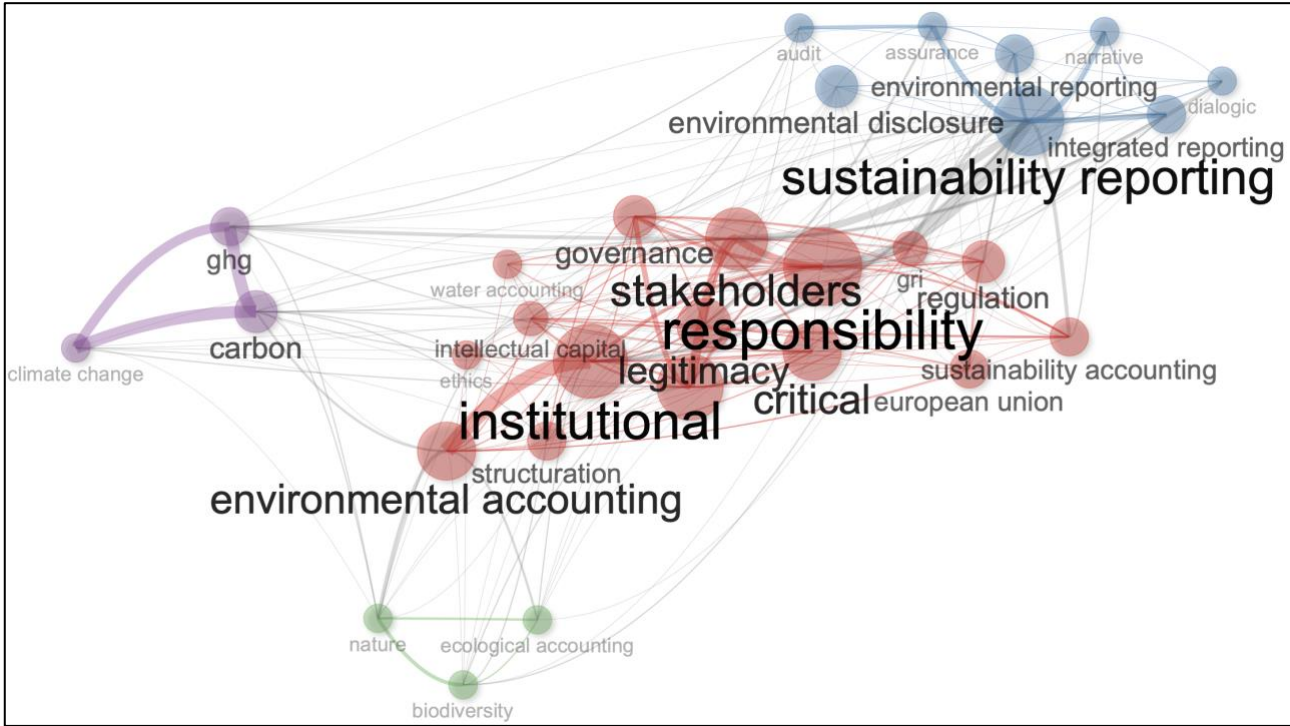 audit
assurance
narrative
environmental reporting
dialogic
environmental disclosure
integrated reporting
sustainability reporting
governance
ghg
water accounting
stakeholders
gri
regulation
responsibility
carbon
intellectual capital
climate change
ethics
legitimacy
sustainability accounting
critical
european union
institutional
structuration
environmental accounting
nature
ecological accounting
biodiversity